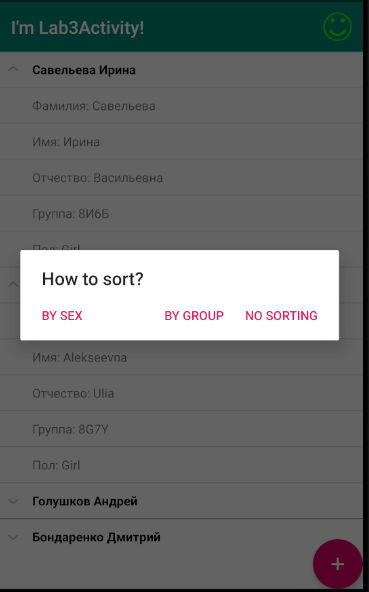 I'm Lab3Activity!
Савельева Ирина
Фамилия: Савельева
Имя: Ирина
Отчество: Васильевна
Группа: 8И6Б
Пол: Girl
How to sort?
BY SEX BY GROUP NO SORTING
Имя: Alekseevna
Отчество: Ulia
Группа: 8G7Y
Пол: Girl
Голушков Андрей
Бондаренко Дмитрий
+